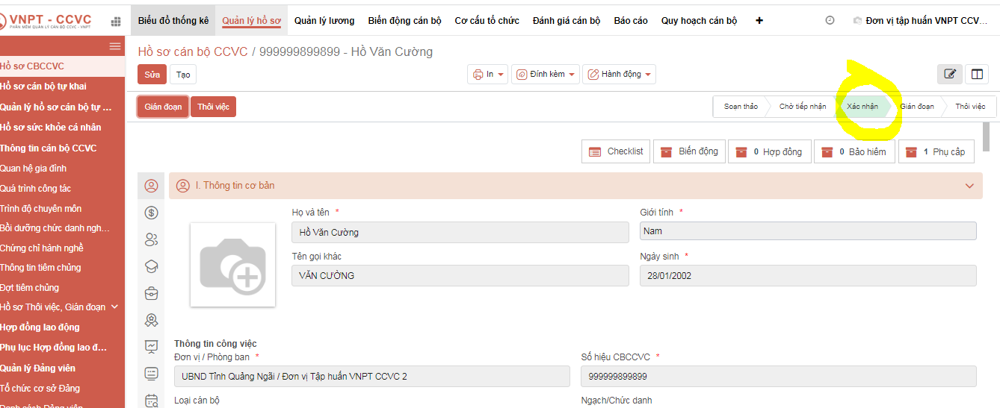 VNPT - CCVC
PHẦN MỀM QUẢN LÝ CÁN BỘ CCVC - VNPT
Biểu đồ thống kê Quản lý hồ sơ Quản lý lương Biến động cán bộ Cơ cấu tổ chức Đánh giá cán bộ Báo cáo Quy hoạch cán bộ + Đơn vị tập huấn VNPT CCV...
Hồ sơ CBCCVC
Hồ sơ cán bộ tự khai
Quản lý hồ sơ cán bộ tự ...
Hồ sơ sức khỏe cá nhân
Thông tin cán bộ CCVC
Quan hệ gia đình
Quá trình công tác
Trình độ chuyên môn
Bồi dưỡng chức danh ngh...
Chứng chỉ hành nghề
Thông tin tiêm chủng
Đợt tiêm chủng
Hồ sơ Thôi việc, Gián đoạn
Hợp đồng lao động
Phụ lục Hợp đồng lao đ...
Quản lý Đảng viên
Tổ chức cơ sở Đảng
Danh sách Đảng viên
Hồ sơ cán bộ CCVC / 999999899899 - Hồ Văn Cường
Sửa Tạo In Đính kèm Hành động
Gián đoạn Thôi việc Soạn thảo Chờ tiếp nhận Xác nhận Gián đoạn Thôi việc
Checklist Biến động 0 Hợp đồng 0 Bảo hiểm 1 Phụ cấp
I. Thông tin cơ bản
Họ và tên * Giới tính *
Hồ Văn Cường Nam
Tên gọi khác Ngày sinh *
VĂN CƯỜNG 28/01/2002
Thông tin công việc
Đơn vị / Phòng ban * Số hiệu CBCCVC *
UBND Tỉnh Quảng Ngãi / Đơn vị Tập huấn VNPT CCVC 2 999999899899
Loại cán bộ Ngạch/Chức danh